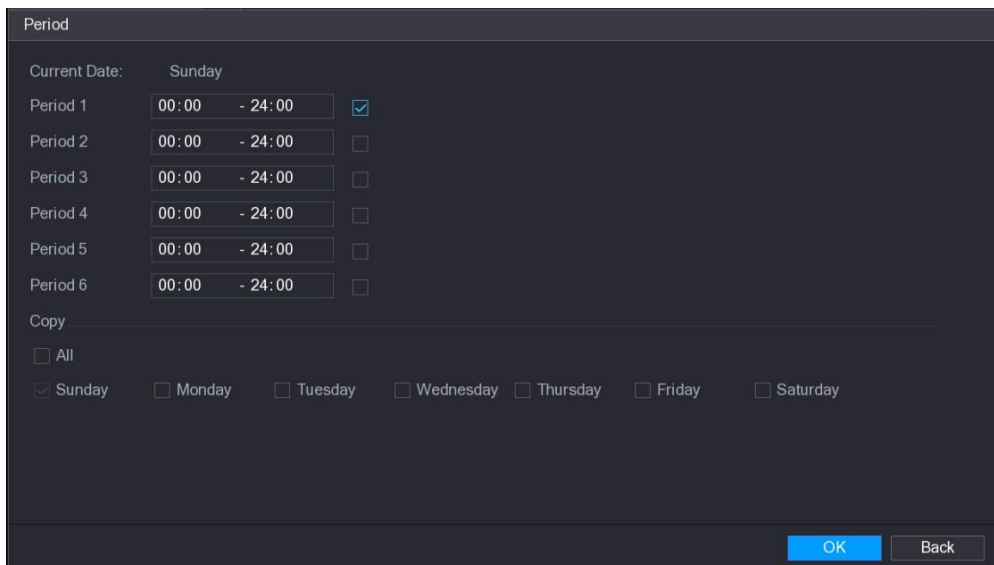 Period
Current Date: Sunday
Period 1 00:00 - 24:00
Period 2 00:00 - 24:00
Period 3 00:00 - 24:00
Period 4 00:00 - 24:00
Period 5 00:00 - 24:00
Period 6 00:00 - 24:00
Copy
All
Sunday Monday Tuesday Wednesday Thursday Friday Saturday
OK Back